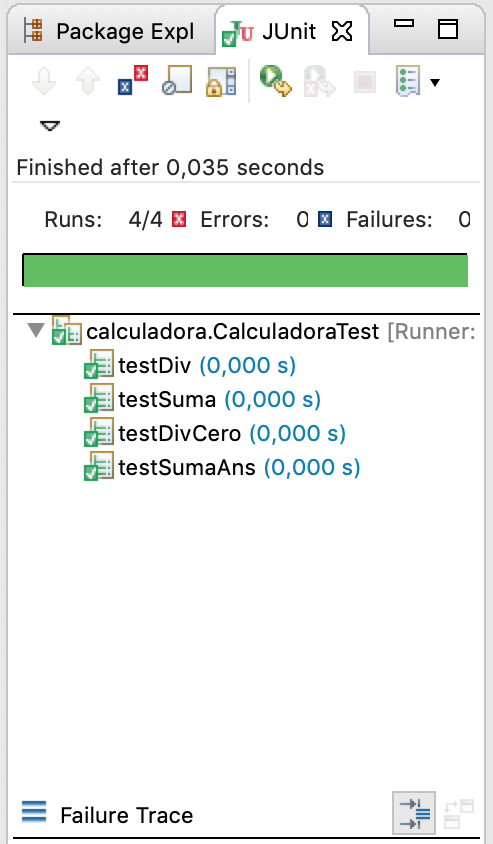 Package Expl JUnit
Finished after 0,035 seconds
Runs: 4/4 Errors: 0 Failures: 0
calculadora.CalculadoraTest [Runner:
testDiv (0,000 s)
testSuma (0,000 s)
testDivCero (0,000 s)
testSumaAns (0,000 s)
Failure Trace